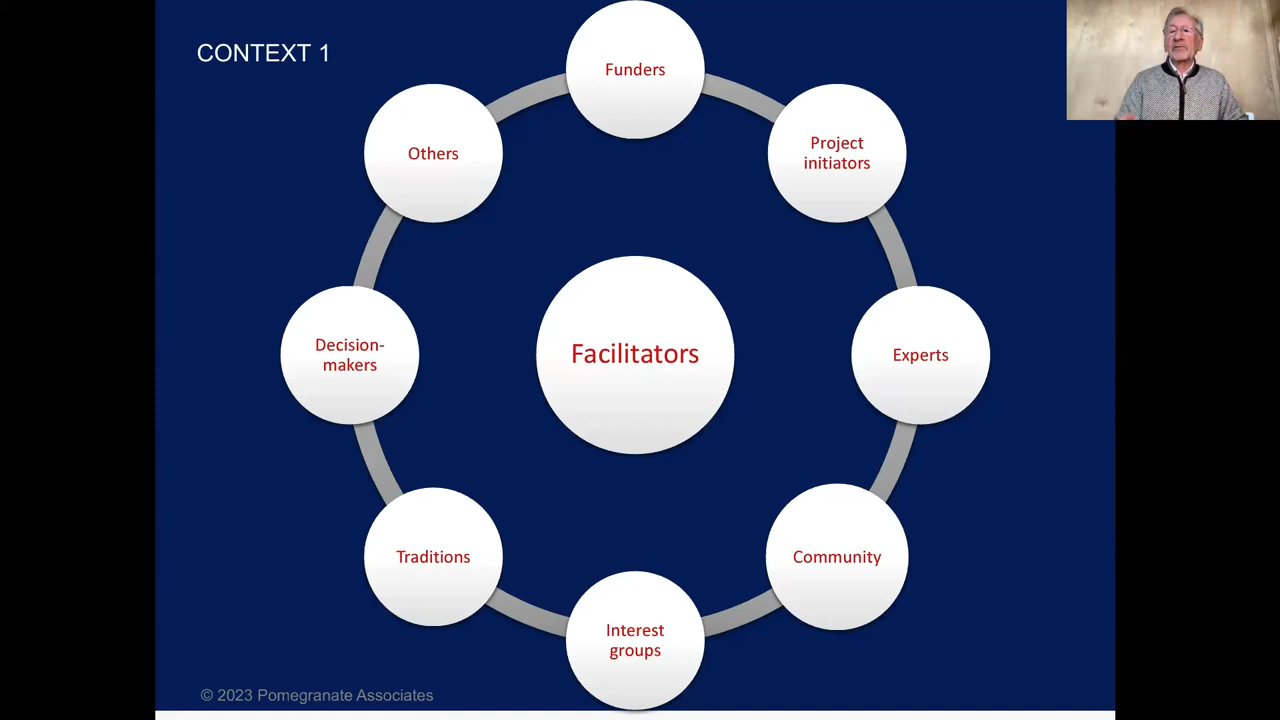 CONTEXT 1
Funders
Project
initiators
Experts
Community
Interest
groups
Traditions
Decision-
makers
Others
Facilitators
© 2023 Pomegranate Associates